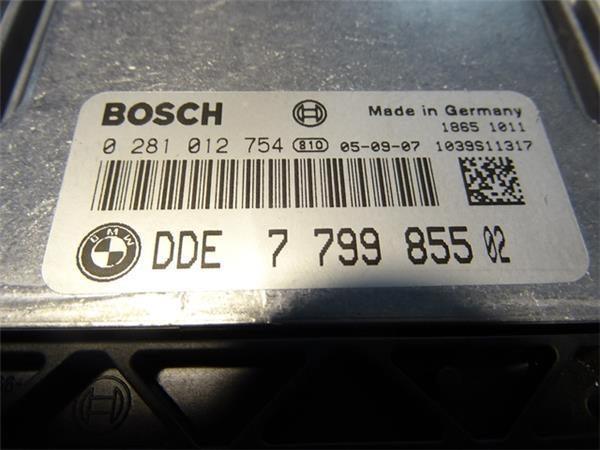 BOSCH Made in Germany
1865 1011
0 281 012 754 810 05-09-07 1039S11317
BMW DDE 7 799 855 02